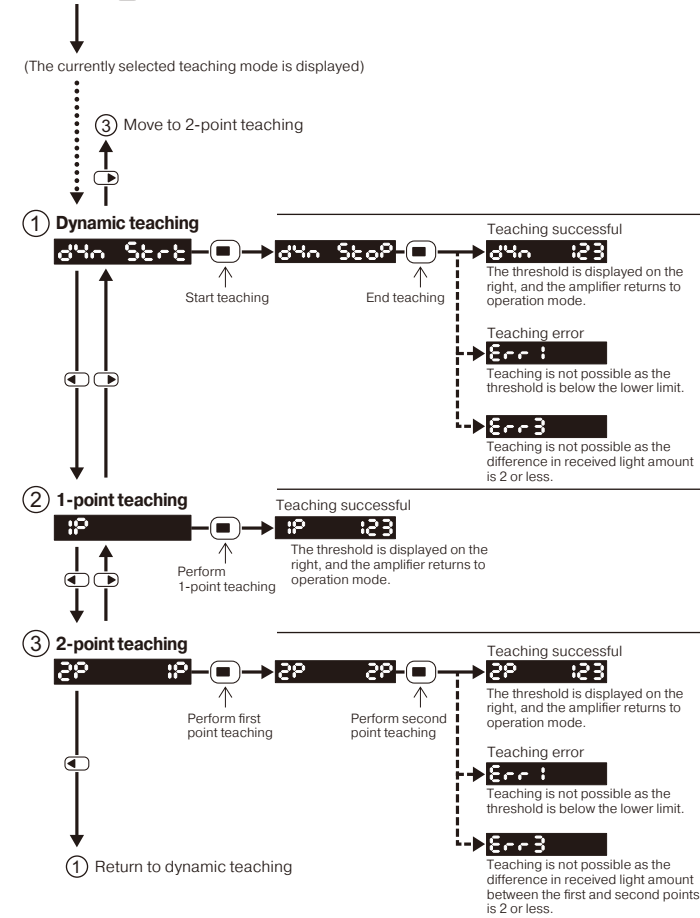 (The currently selected teaching mode is displayed)
③ Move to 2-point teaching
① Dynamic teaching
dyn Strt
Start teaching
dyn StoP
End teaching
Teaching successful
dyn 123
The threshold is displayed on the
right, and the amplifier returns to
operation mode.
Teaching error
Err 1
Teaching is not possible as the
threshold is below the lower limit.
Err3
Teaching is not possible as the
difference in received light amount
is 2 or less.
② 1-point teaching
1P
Perform
1-point teaching
Teaching successful
1P 123
The threshold is displayed on the
right, and the amplifier returns to
operation mode.
③ 2-point teaching
2P 1P
Perform first
point teaching
2P 2P
Perform second
point teaching
Teaching successful
2P 123
The threshold is displayed on the
right, and the amplifier returns to
operation mode.
Teaching error
Err 1
Teaching is not possible as the
threshold is below the lower limit.
Err3
Teaching is not possible as the
difference in received light amount
between the first and second points
is 2 or less.
① Return to dynamic teaching